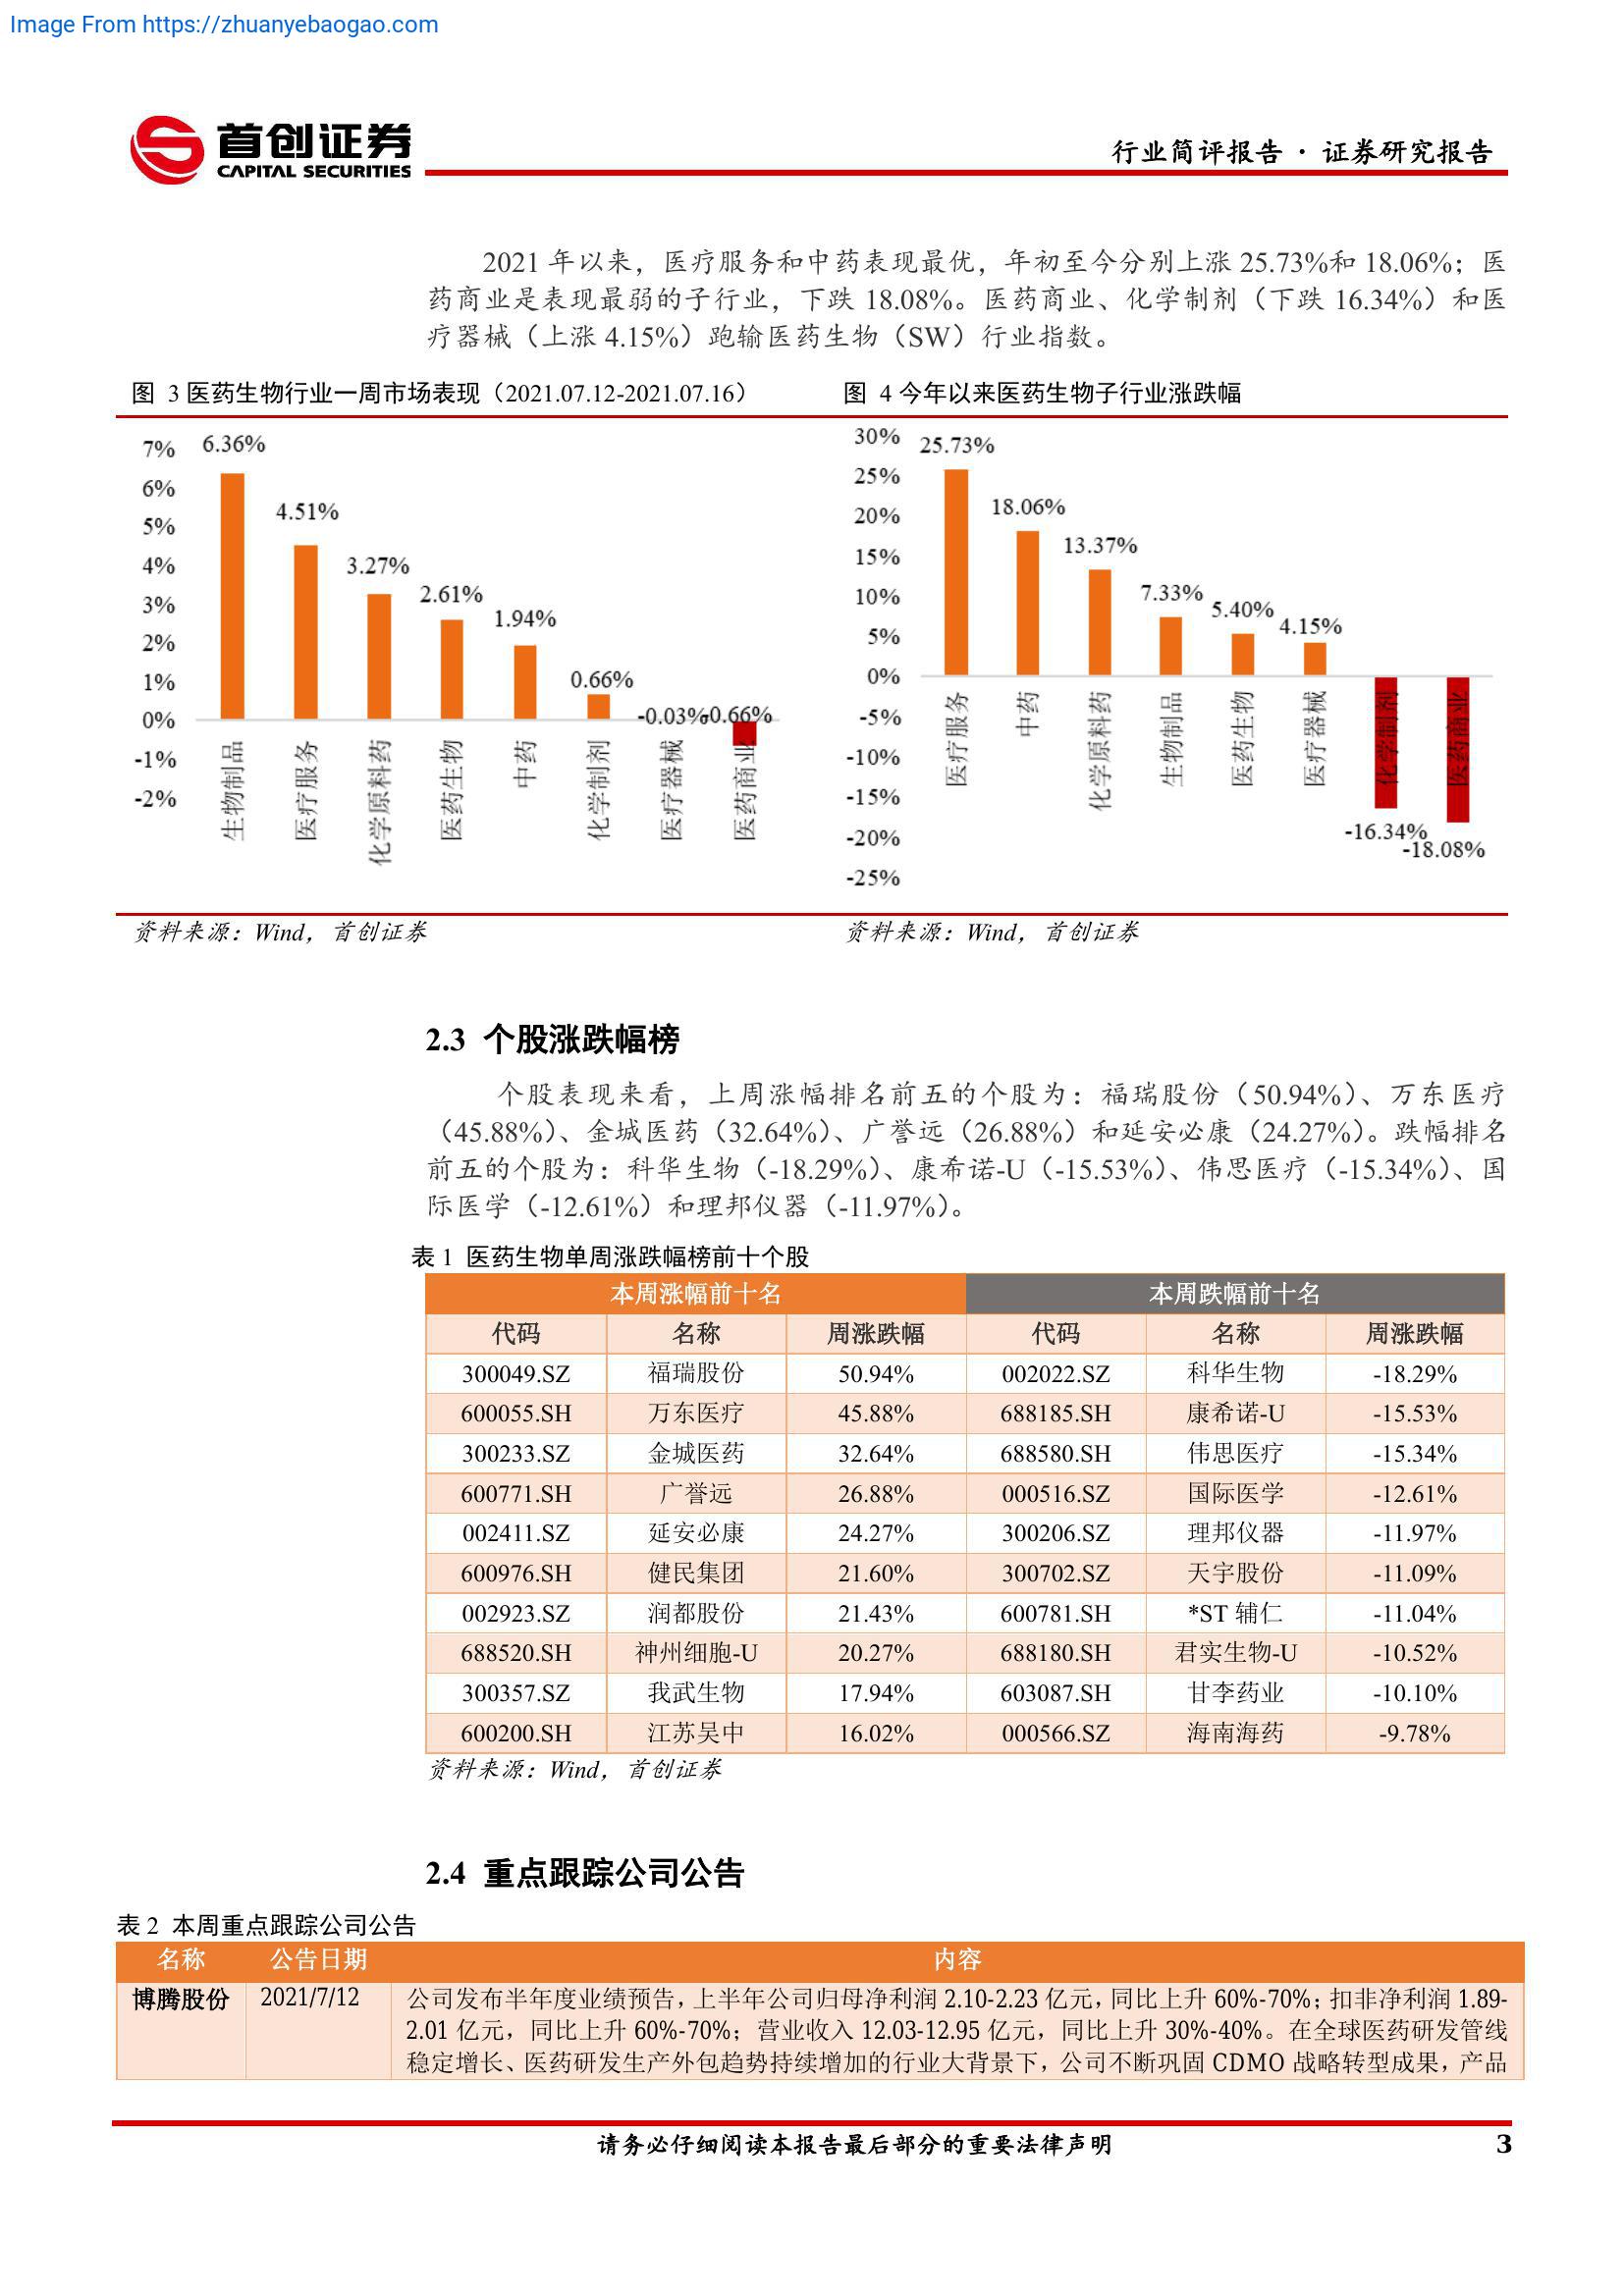 Image From https://zhuanyebaogao.com
首创证券
CAPITAL SECURITIES
行业简评报告 · 证券研究报告
2021 年以来，医疗服务和中药表现最优，年初至今分别上涨 25.73%和 18.06%；医
药商业是表现最弱的子行业，下跌 18.08%。医药商业、化学制剂（下跌 16.34%）和医
疗器械（上涨 4.15%）跑输医药生物（SW）行业指数。
图 3 医药生物行业一周市场表现（2021.07.12-2021.07.16）
7%
6%
5%
4%
3%
2%
1%
0%
-1%
-2%
6.36%
4.51%
3.27%
2.61%
1.94%
0.66%
-0.03%
-0.66%
生物制品
医疗服务
化学原料药
医药生物
中药
化学制剂
医疗器械
医药商业
资料来源：Wind，首创证券
图 4 今年以来医药生物子行业涨跌幅
30%
25%
20%
15%
10%
5%
0%
-5%
-10%
-15%
-20%
-25%
25.73%
18.06%
13.37%
7.33%
5.40%
4.15%
-16.34%
-18.08%
医疗服务
中药
化学原料药
生物制品
医药生物
医疗器械
化学制剂
医药商业
资料来源：Wind，首创证券
2.3 个股涨跌幅榜
个股表现来看，上周涨幅排名前五的个股为：福瑞股份（50.94%）、万东医疗
（45.88%）、金城医药（32.64%）、广誉远（26.88%）和延安必康（24.27%）。跌幅排名
前五的个股为：科华生物（-18.29%）、康希诺-U（-15.53%）、伟思医疗（-15.34%）、国
际医学（-12.61%）和理邦仪器（-11.97%）。
表 1 医药生物单周涨跌幅榜前十个股
本周涨幅前十名 本周跌幅前十名
代码 名称 周涨跌幅 代码 名称 周涨跌幅
300049.SZ 福瑞股份 50.94% 002022.SZ 科华生物 -18.29%
600055.SH 万东医疗 45.88% 688185.SH 康希诺-U -15.53%
300233.SZ 金城医药 32.64% 688580.SH 伟思医疗 -15.34%
600771.SH 广誉远 26.88% 000516.SZ 国际医学 -12.61%
002411.SZ 延安必康 24.27% 300206.SZ 理邦仪器 -11.97%
600976.SH 健民集团 21.60% 300702.SZ 天宇股份 -11.09%
002923.SZ 润都股份 21.43% 600781.SH *ST 辅仁 -11.04%
688520.SH 神州细胞-U 20.27% 688180.SH 君实生物-U -10.52%
300357.SZ 我武生物 17.94% 603087.SH 甘李药业 -10.10%
600200.SH 江苏吴中 16.02% 000566.SZ 海南海药 -9.78%
资料来源：Wind，首创证券
2.4 重点跟踪公司公告
表 2 本周重点跟踪公司公告
名称 公告日期 内容
博腾股份 2021/7/12 公司发布半年度业绩预告，上半年公司归母净利润 2.10-2.23 亿元，同比上升 60%-70%；扣非净利润 1.89-
2.01 亿元，同比上升 60%-70%；营业收入 12.03-12.95 亿元，同比上升 30%-40%。在全球医药研发管线
稳定增长、医药研发生产外包趋势持续增加的行业大背景下，公司不断巩固 CDMO 战略转型成果，产品
请务必仔细阅读本报告最后部分的重要法律声明
3